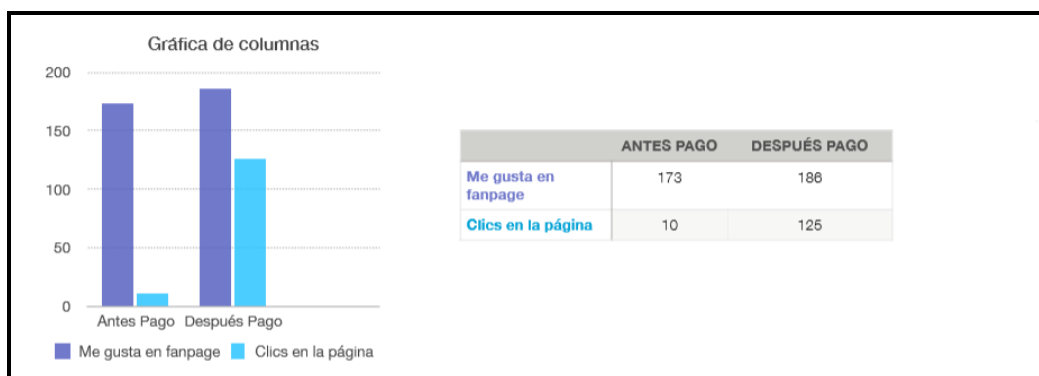 Gráfica de columnas
200
150
100
50
0
Antes Pago Después Pago
Me gusta en fanpage Clics en la página
ANTES PAGO DESPUÉS PAGO
Me gusta en
fanpage 173 186
Clics en la página 10 125